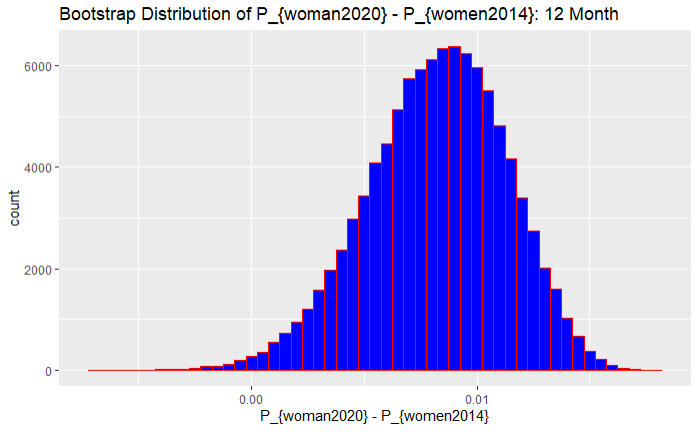 Bootstrap Distribution of P_{woman2020} - P_{women2014}: 12 Month
6000
4000
2000
0
count
0.00
0.01
P_{woman2020} - P_{women2014}